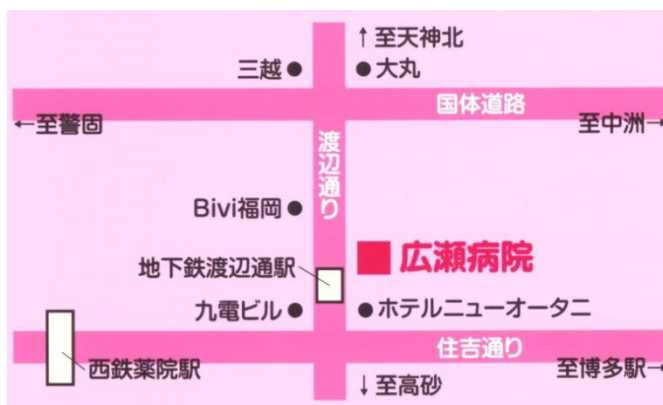 ↑至天神北
三越●
●大丸
国体道路
←至警固
至中洲→
渡辺通り
Bivi福岡●
広瀬病院
地下鉄渡辺通駅
九電ビル●
●ホテルニューオータニ
住吉通り
西鉄薬院駅
至博多駅→
↓至高砂